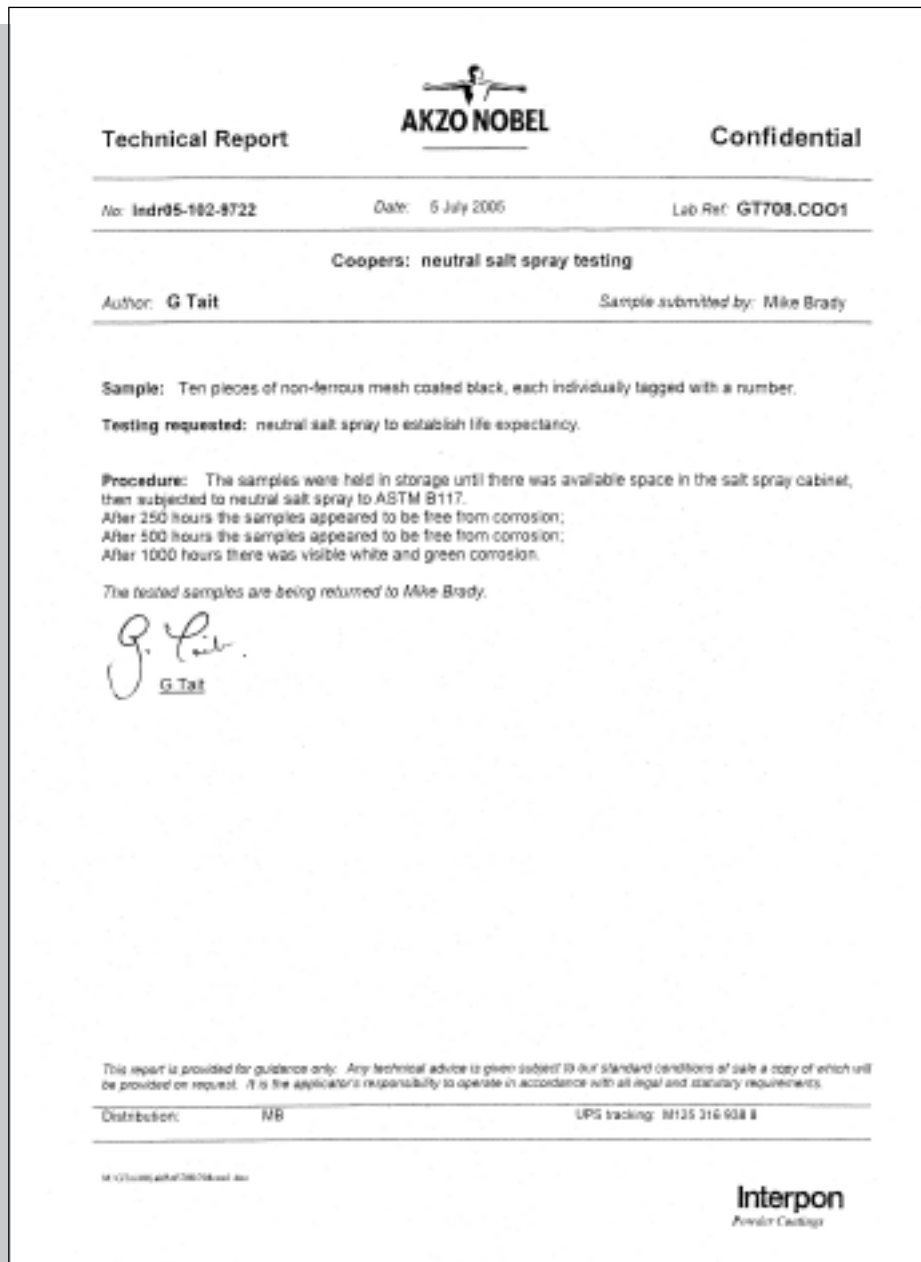 AKZO NOBEL
Technical Report
Confidential
No: Indr05-102-9722 Date: 5 July 2005 Lab Ref: GT708.COO1
Coopers: neutral salt spray testing
Author: G Tait Sample submitted by: Mike Brady
Sample: Ten pieces of non-ferrous mesh coated black, each individually tagged with a number.
Testing requested: neutral salt spray to establish life expectancy.
Procedure: The samples were held in storage until there was available space in the salt spray cabinet,
then subjected to neutral salt spray to ASTM B117.
After 250 hours the samples appeared to be free from corrosion;
After 500 hours the samples appeared to be free from corrosion;
After 1000 hours there was visible white and green corrosion.
The tested samples are being returned to Mike Brady.
G. Tait.
G Tait
This report is provided for guidance only. Any technical advice is given subject to our standard conditions of sale a copy of which will
be provided on request. It is the applicator's responsibility to operate in accordance with all legal and statutory requirements.
Distribution: MB UPS tracking: M125 316 938 8
Interpon
Powder Coatings